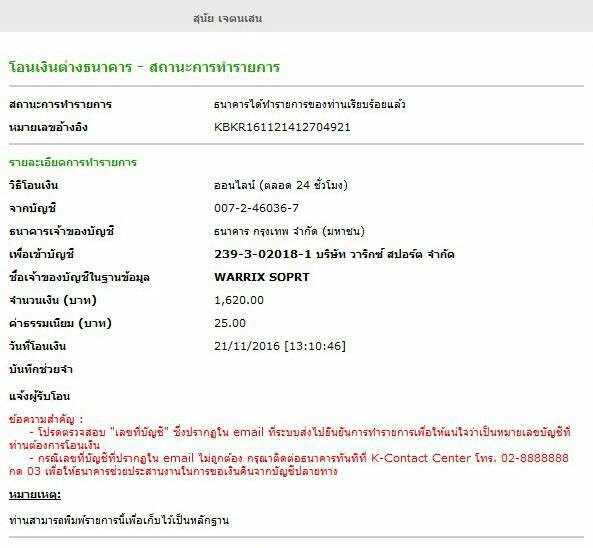 สุนัย เจตนเสน
โอนเงินต่างธนาคาร - สถานะการทำรายการ
สถานะการทำรายการ ธนาคารได้ทำรายการของท่านเรียบร้อยแล้ว
หมายเลขอ้างอิง KBKR161121412704921
รายละเอียดการทำรายการ
วิธีโอนเงิน ออนไลน์ (ตลอด 24 ชั่วโมง)
จากบัญชี 007-2-46036-7
ธนาคารเจ้าของบัญชี ธนาคาร กรุงเทพ จำกัด (มหาชน)
เพื่อเข้าบัญชี 239-3-02018-1 บริษัท วาริกซ์ สปอร์ต จำกัด
ชื่อเจ้าของบัญชีในฐานข้อมูล WARRIX SOPRT
จำนวนเงิน (บาท) 1,620.00
ค่าธรรมเนียม (บาท) 25.00
วันที่โอนเงิน 21/11/2016 [13:10:46]
บันทึกช่วยจำ
แจ้งผู้รับโอน
ข้อความสำคัญ :
- โปรดตรวจสอบ "เลขที่บัญชี" ซึ่งปรากฏใน email ที่ระบบส่งไปยืนยันการทำรายการเพื่อให้แน่ใจว่าเป็นหมายเลขบัญชีที่
ท่านต้องการโอนเงิน
- กรณีเลขที่บัญชีที่ปรากฏใน email ไม่ถูกต้อง กรุณาติดต่อธนาคารทันทีที่ K-Contact Center โทร. 02-8888888
กด 03 เพื่อให้ธนาคารช่วยประสานงานในการขอเงินคืนจากบัญชีปลายทาง
หมายเหตุ:
ท่านสามารถพิมพ์รายการนี้เพื่อเก็บไว้เป็นหลักฐาน